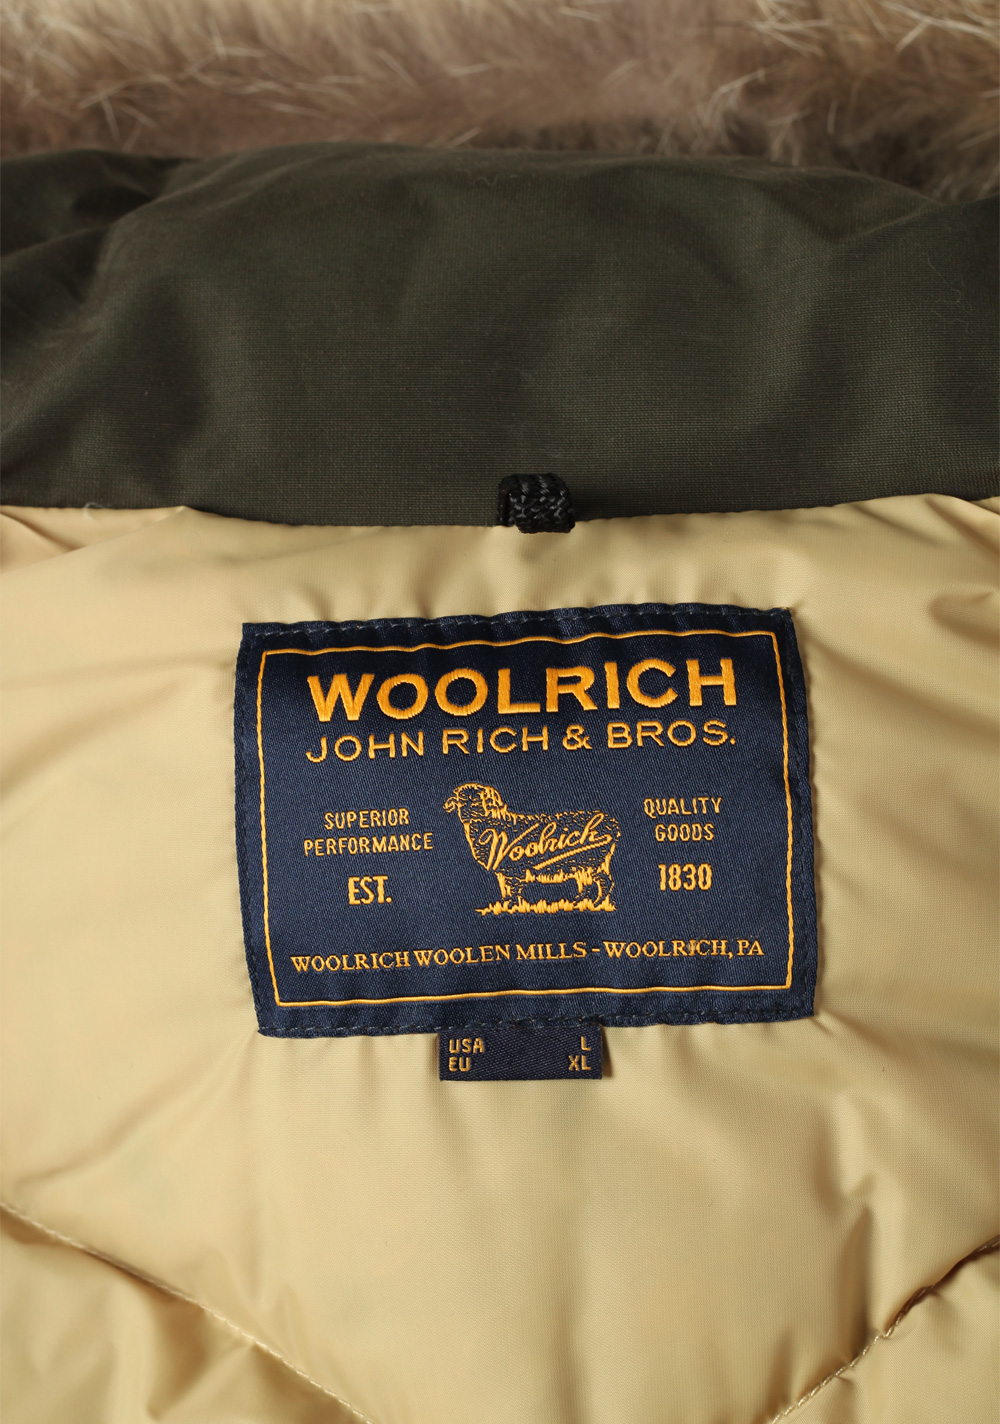 WOOLRICH
JOHN RICH & BROS.
SUPERIOR
PERFORMANCE
EST.
Woolrich
QUALITY
GOODS
1830
WOOLRICH WOOLEN MILLS - WOOLRICH, PA
USA L
EU XL